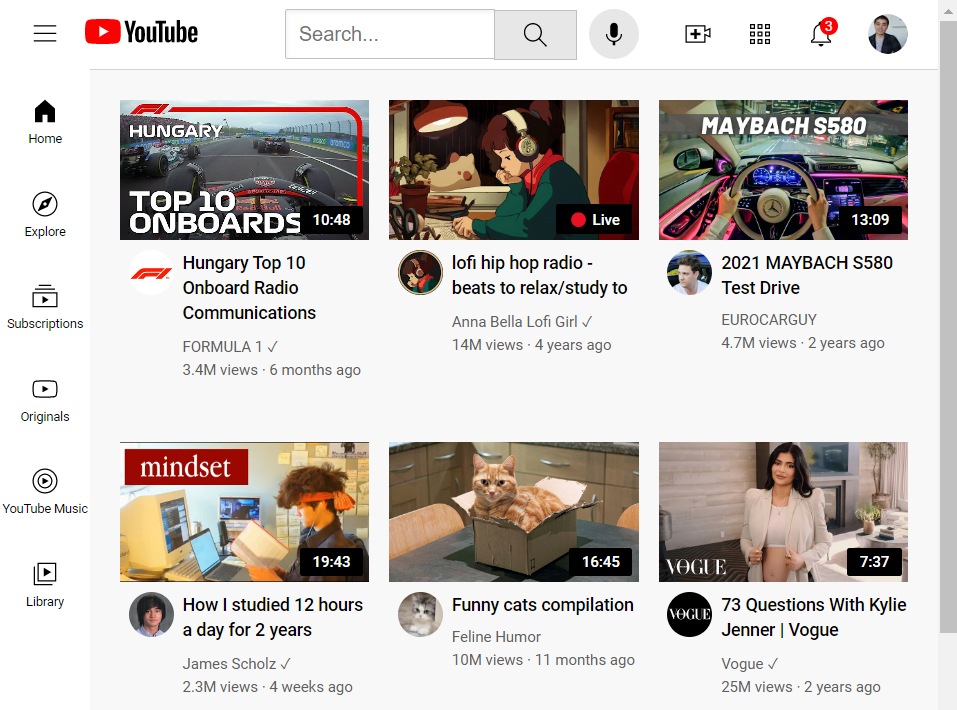 YouTube
Search...
3
Home
Explore
Subscriptions
Originals
YouTube Music
Library
HUNGARY
TOP 10
ONBOARDS
10:48
Hungary Top 10
Onboard Radio
Communications
FORMULA 1 ✓
3.4M views · 6 months ago
Live
lofi hip hop radio -
beats to relax/study to
Anna Bella Lofi Girl ✓
14M views · 4 years ago
MAYBACH S580
13:09
2021 MAYBACH S580
Test Drive
EUROCARGUY
4.7M views · 2 years ago
mindset
19:43
How I studied 12 hours
a day for 2 years
James Scholz ✓
2.3M views · 4 weeks ago
16:45
Funny cats compilation
Feline Humor
10M views · 11 months ago
VOGUE
7:37
VOGUE
73 Questions With Kylie
Jenner | Vogue
Vogue ✓
25M views · 2 years ago